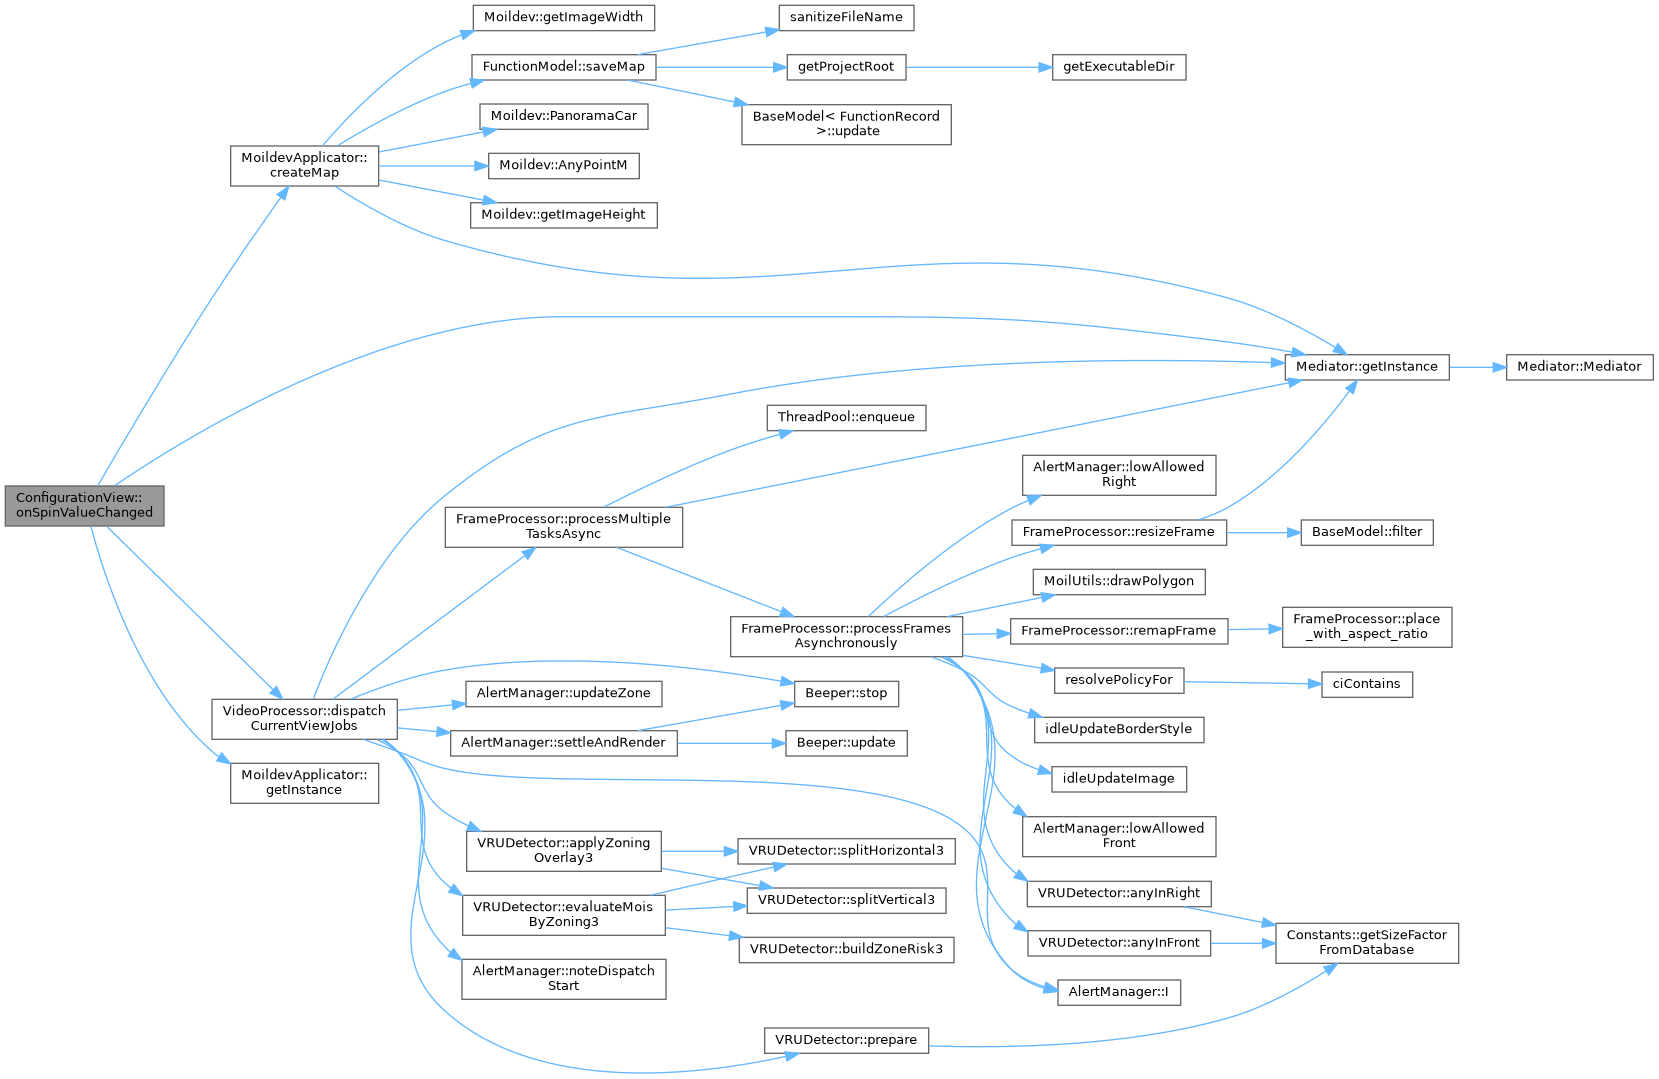 Moildev::getImageWidth
sanitizeFileName
FunctionModel::saveMap
getProjectRoot
getExecutableDir
Moildev::PanoramaCar
BaseModel< FunctionRecord
>::update
MoildevApplicator::
createMap
Moildev::AnyPointM
Moildev::getImageHeight
Mediator::getInstance
Mediator::Mediator
ThreadPool::enqueue
AlertManager::lowAllowed
Right
ConfigurationView::
onSpinValueChanged
FrameProcessor::processMultiple
TasksAsync
FrameProcessor::resizeFrame
BaseModel::filter
MoilUtils::drawPolygon
FrameProcessor::processFrames
Asynchronously
FrameProcessor::remapFrame
FrameProcessor::place
_with_aspect_ratio
resolvePolicyFor
ciContains
AlertManager::updateZone
Beeper::stop
VideoProcessor::dispatch
CurrentViewJobs
idleUpdateBorderStyle
AlertManager::settleAndRender
Beeper::update
MoildevApplicator::
getInstance
idleUpdateImage
AlertManager::lowAllowed
Front
VRUDetector::applyZoning
Overlay3
VRUDetector::splitHorizontal3
VRUDetector::anyInRight
VRUDetector::splitVertical3
VRUDetector::evaluateMois
ByZoning3
VRUDetector::anyInFront
Constants::getSizeFactor
FromDatabase
VRUDetector::buildZoneRisk3
AlertManager::noteDispatch
Start
AlertManager::I
VRUDetector::prepare